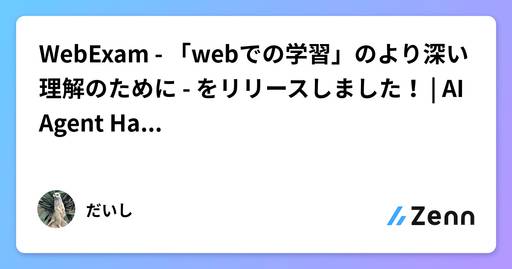 WebExam - 「webでの学習」のより深い
理解のために - をリリースしました！ | AI
Agent Ha...
だいし
Zenn